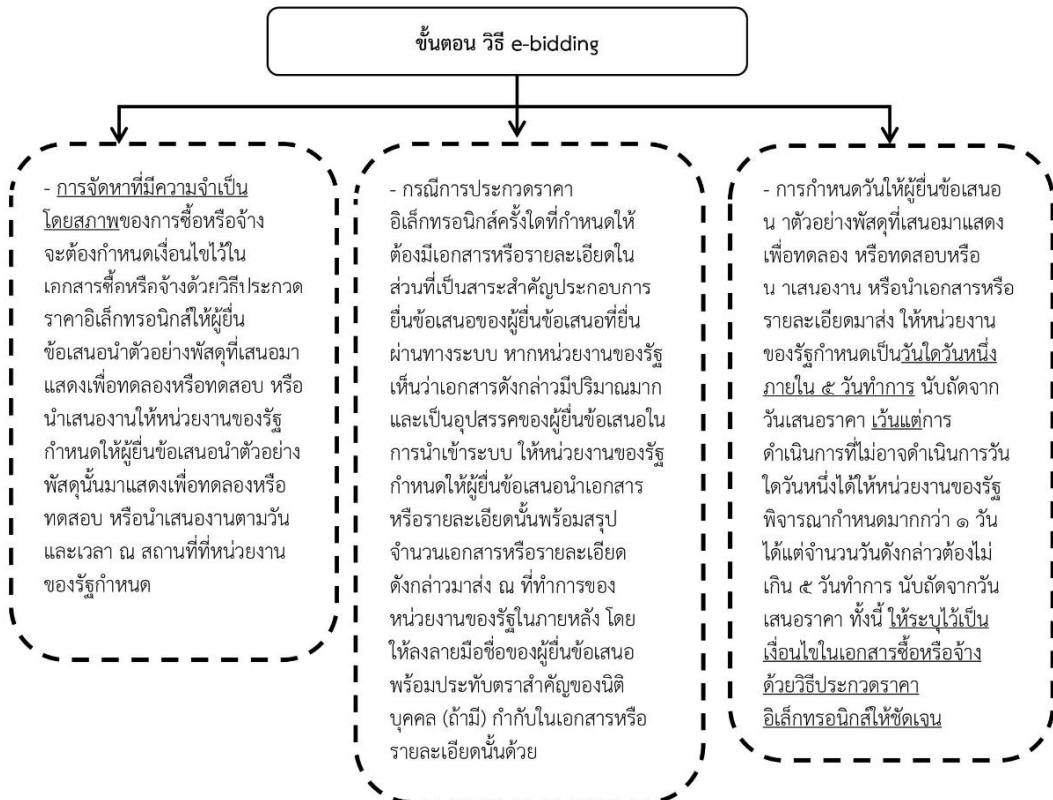 ขั้นตอน วิธี e-bidding
- การจัดหาที่มีความจำเป็น
โดยสภาพของการซื้อหรือจ้าง
จะต้องกำหนดเงื่อนไขไว้ใน
เอกสารซื้อหรือจ้างด้วยวิธีประกวด
ราคาอิเล็กทรอนิกส์ให้ผู้ยื่น
ข้อเสนอนำตัวอย่างพัสดุที่เสนอมา
แสดงเพื่อทดลองหรือทดสอบ หรือ
นำเสนองานให้หน่วยงานของรัฐ
กำหนดให้ผู้ยื่นข้อเสนอนำตัวอย่าง
พัสดุนั้นมาแสดงเพื่อทดลองหรือ
ทดสอบ หรือนำเสนองานตามวัน
และเวลา ณ สถานที่ที่หน่วยงาน
ของรัฐกำหนด
- กรณีการประกวดราคา
อิเล็กทรอนิกส์ครั้งใดที่กำหนดให้
ต้องมีเอกสารหรือรายละเอียดใน
ส่วนที่เป็นสาระสำคัญประกอบการ
ยื่นข้อเสนอของผู้ยื่นข้อเสนอที่ยื่น
ผ่านทางระบบ หากหน่วยงานของรัฐ
เห็นว่าเอกสารดังกล่าวมีปริมาณมาก
และเป็นอุปสรรคของผู้ยื่นข้อเสนอใน
การนำเข้าระบบ ให้หน่วยงานของรัฐ
กำหนดให้ผู้ยื่นข้อเสนอนำเอกสาร
หรือรายละเอียดนั้นพร้อมสรุป
จำนวนเอกสารหรือรายละเอียด
ดังกล่าวมาส่ง ณ ที่ทำการของ
หน่วยงานของรัฐในภายหลัง โดย
ให้ลงลายมือชื่อของผู้ยื่นข้อเสนอ
พร้อมประทับตราสำคัญของนิติ
บุคคล (ถ้ามี) กำกับในเอกสารหรือ
รายละเอียดนั้นด้วย
- การกำหนดวันให้ผู้ยื่นข้อเสนอ
น าตัวอย่างพัสดุที่เสนอมาแสดง
เพื่อทดลอง หรือทดสอบหรือ
น าเสนองาน หรือนำเอกสารหรือ
รายละเอียดมาส่ง ให้หน่วยงาน
ของรัฐกำหนดเป็นวันใดวันหนึ่ง
ภายใน ๕ วันทำการ นับถัดจาก
วันเสนอราคา เว้นแต่การ
ดำเนินการที่ไม่อาจดำเนินการวัน
ใดวันหนึ่งได้ให้หน่วยงานของรัฐ
พิจารณากำหนดมากกว่า ๑ วัน
ได้แต่จำนวนวันดังกล่าวต้องไม่
เกิน ๕ วันทำการ นับถัดจากวัน
เสนอราคา ทั้งนี้ ให้ระบุไว้เป็น
เงื่อนไขในเอกสารซื้อหรือจ้าง
ด้วยวิธีประกวดราคา
อิเล็กทรอนิกส์ให้ชัดเจน